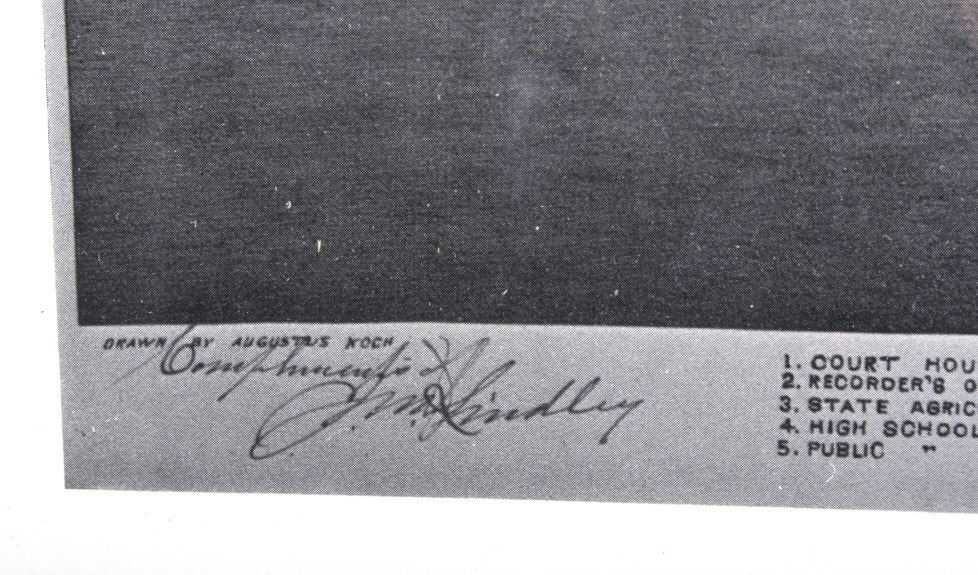 DRAWN BY AUGUSTUS KOCH
Compliments of
J. M. Lindley
1. COURT HOU
2. RECORDER'S O
3. STATE AGRIC
4. HIGH SCHOOL
5. PUBLIC "